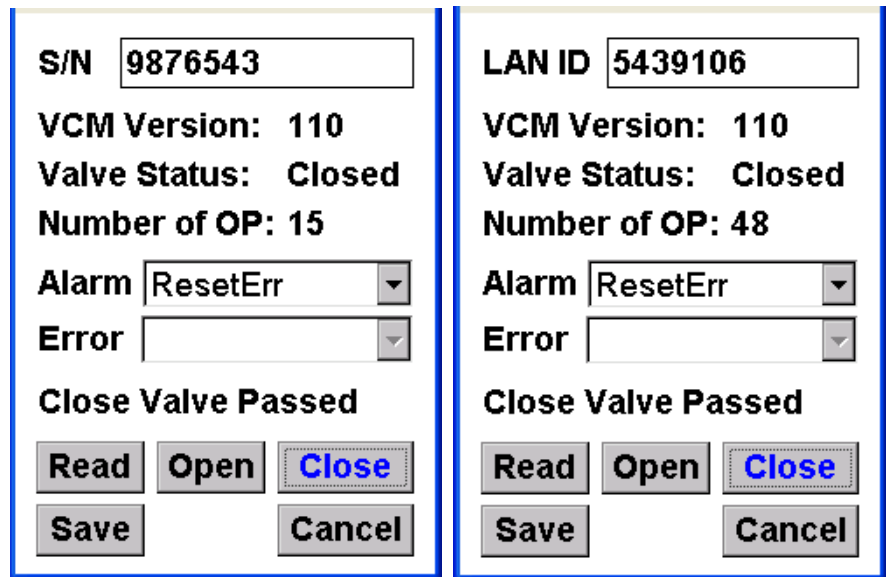 S/N 9876543
VCM Version: 110
Valve Status: Closed
Number of OP: 15
Alarm ResetErr
Error
Close Valve Passed
Read Open Close
Save Cancel
LAN ID 5439106
VCM Version: 110
Valve Status: Closed
Number of OP: 48
Alarm ResetErr
Error
Close Valve Passed
Read Open Close
Save Cancel